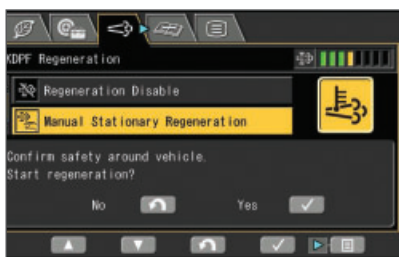 KDPF Regeneration
Regeneration Disable
Manual Stationary Regeneration
Confirm safety around vehicle.
Start regeneration?
No Yes